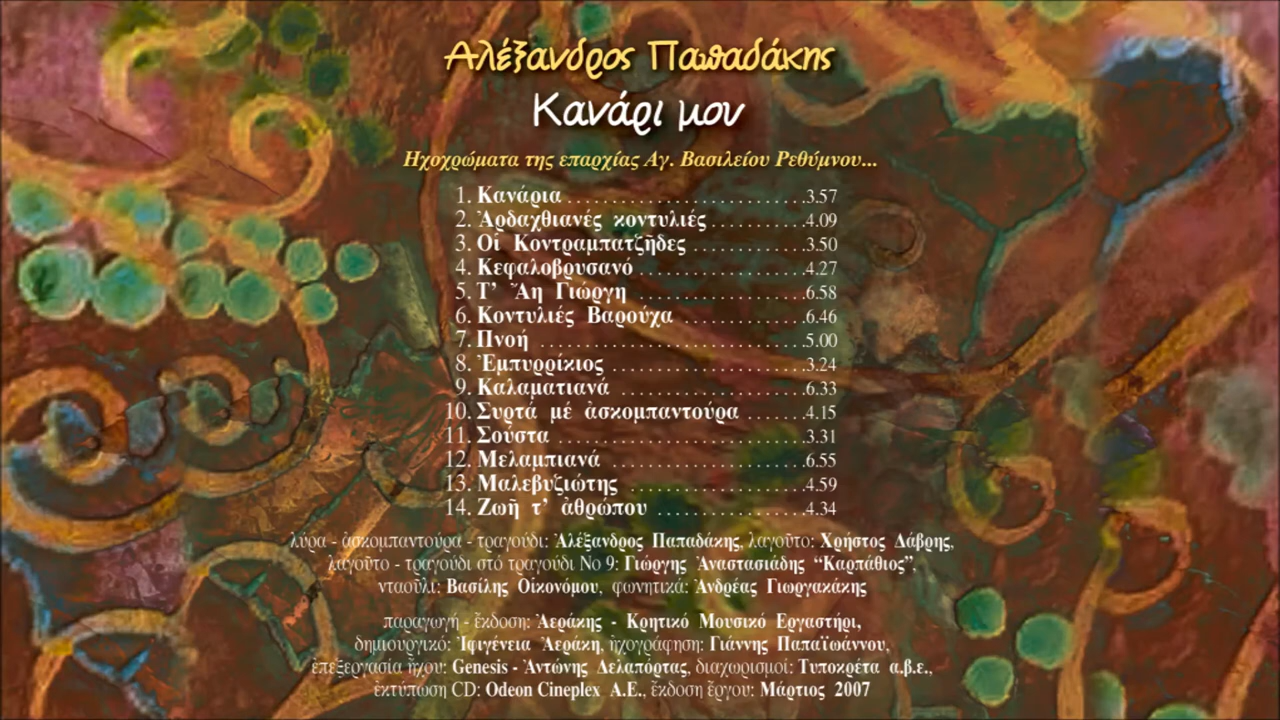 Αλέξανδρος Παπαδάκης
Κανάρι μου
Ηχοχρώματα της επαρχίας Αγ. Βασιλείου Ρεθύμνου...
1. Κανάρια ........................3.57
2. Ἀρδαχθιανές κοντυλιές ..........4.09
3. Οἱ Κοντραμπατζῆδες ............3.50
4. Κεφαλοβρυσανό ................4.27
5. Τ’ Ἅη Γιώργη ................6.58
6. Κοντυλιές Βαρούχα ............6.46
7. Πνοή ........................5.00
8. Ἐμπυρρίκιος ..................3.24
9. Καλαματιανά ..................6.33
10. Συρτά μέ ἀσκομπαντούρα .......4.15
11. Σούστα ......................3.31
12. Μελαμπιανά ..................6.55
13. Μαλεβυζιώτης ................4.59
14. Ζωῆ τ’ ἀθρώπου ..............4.34
λύρα - ἀσκομπαντούρα - τραγούδι: Ἀλέξανδρος Παπαδάκης, λαγοῦτο: Χρήστος Δάβρης,
λαγοῦτο - τραγούδι στό τραγούδι Νο 9: Γιώργης Ἀναστασιάδης “Καρπάθιος”,
νταοῦλι: Βασίλης Οἰκονόμου, φωνητικά: Ἀνδρέας Γιωργακάκης
παραγωγή - ἔκδοση: Ἀεράκης - Κρητικό Μουσικό Εργαστήρι,
δημιουργικό: Ἰφιγένεια Ἀεράκη, ἠχογράφηση: Γιάννης Παπαϊωάννου,
ἐπεξεργασία ἤχου: Genesis - Ἀντώνης Δελαπόρτας, διαχωρισμοί: Τυποκρέτα α.β.ε.,
ἐκτύπωση CD: Odeon Cineplex Α.Ε., ἔκδοση ἔργου: Μάρτιος 2007